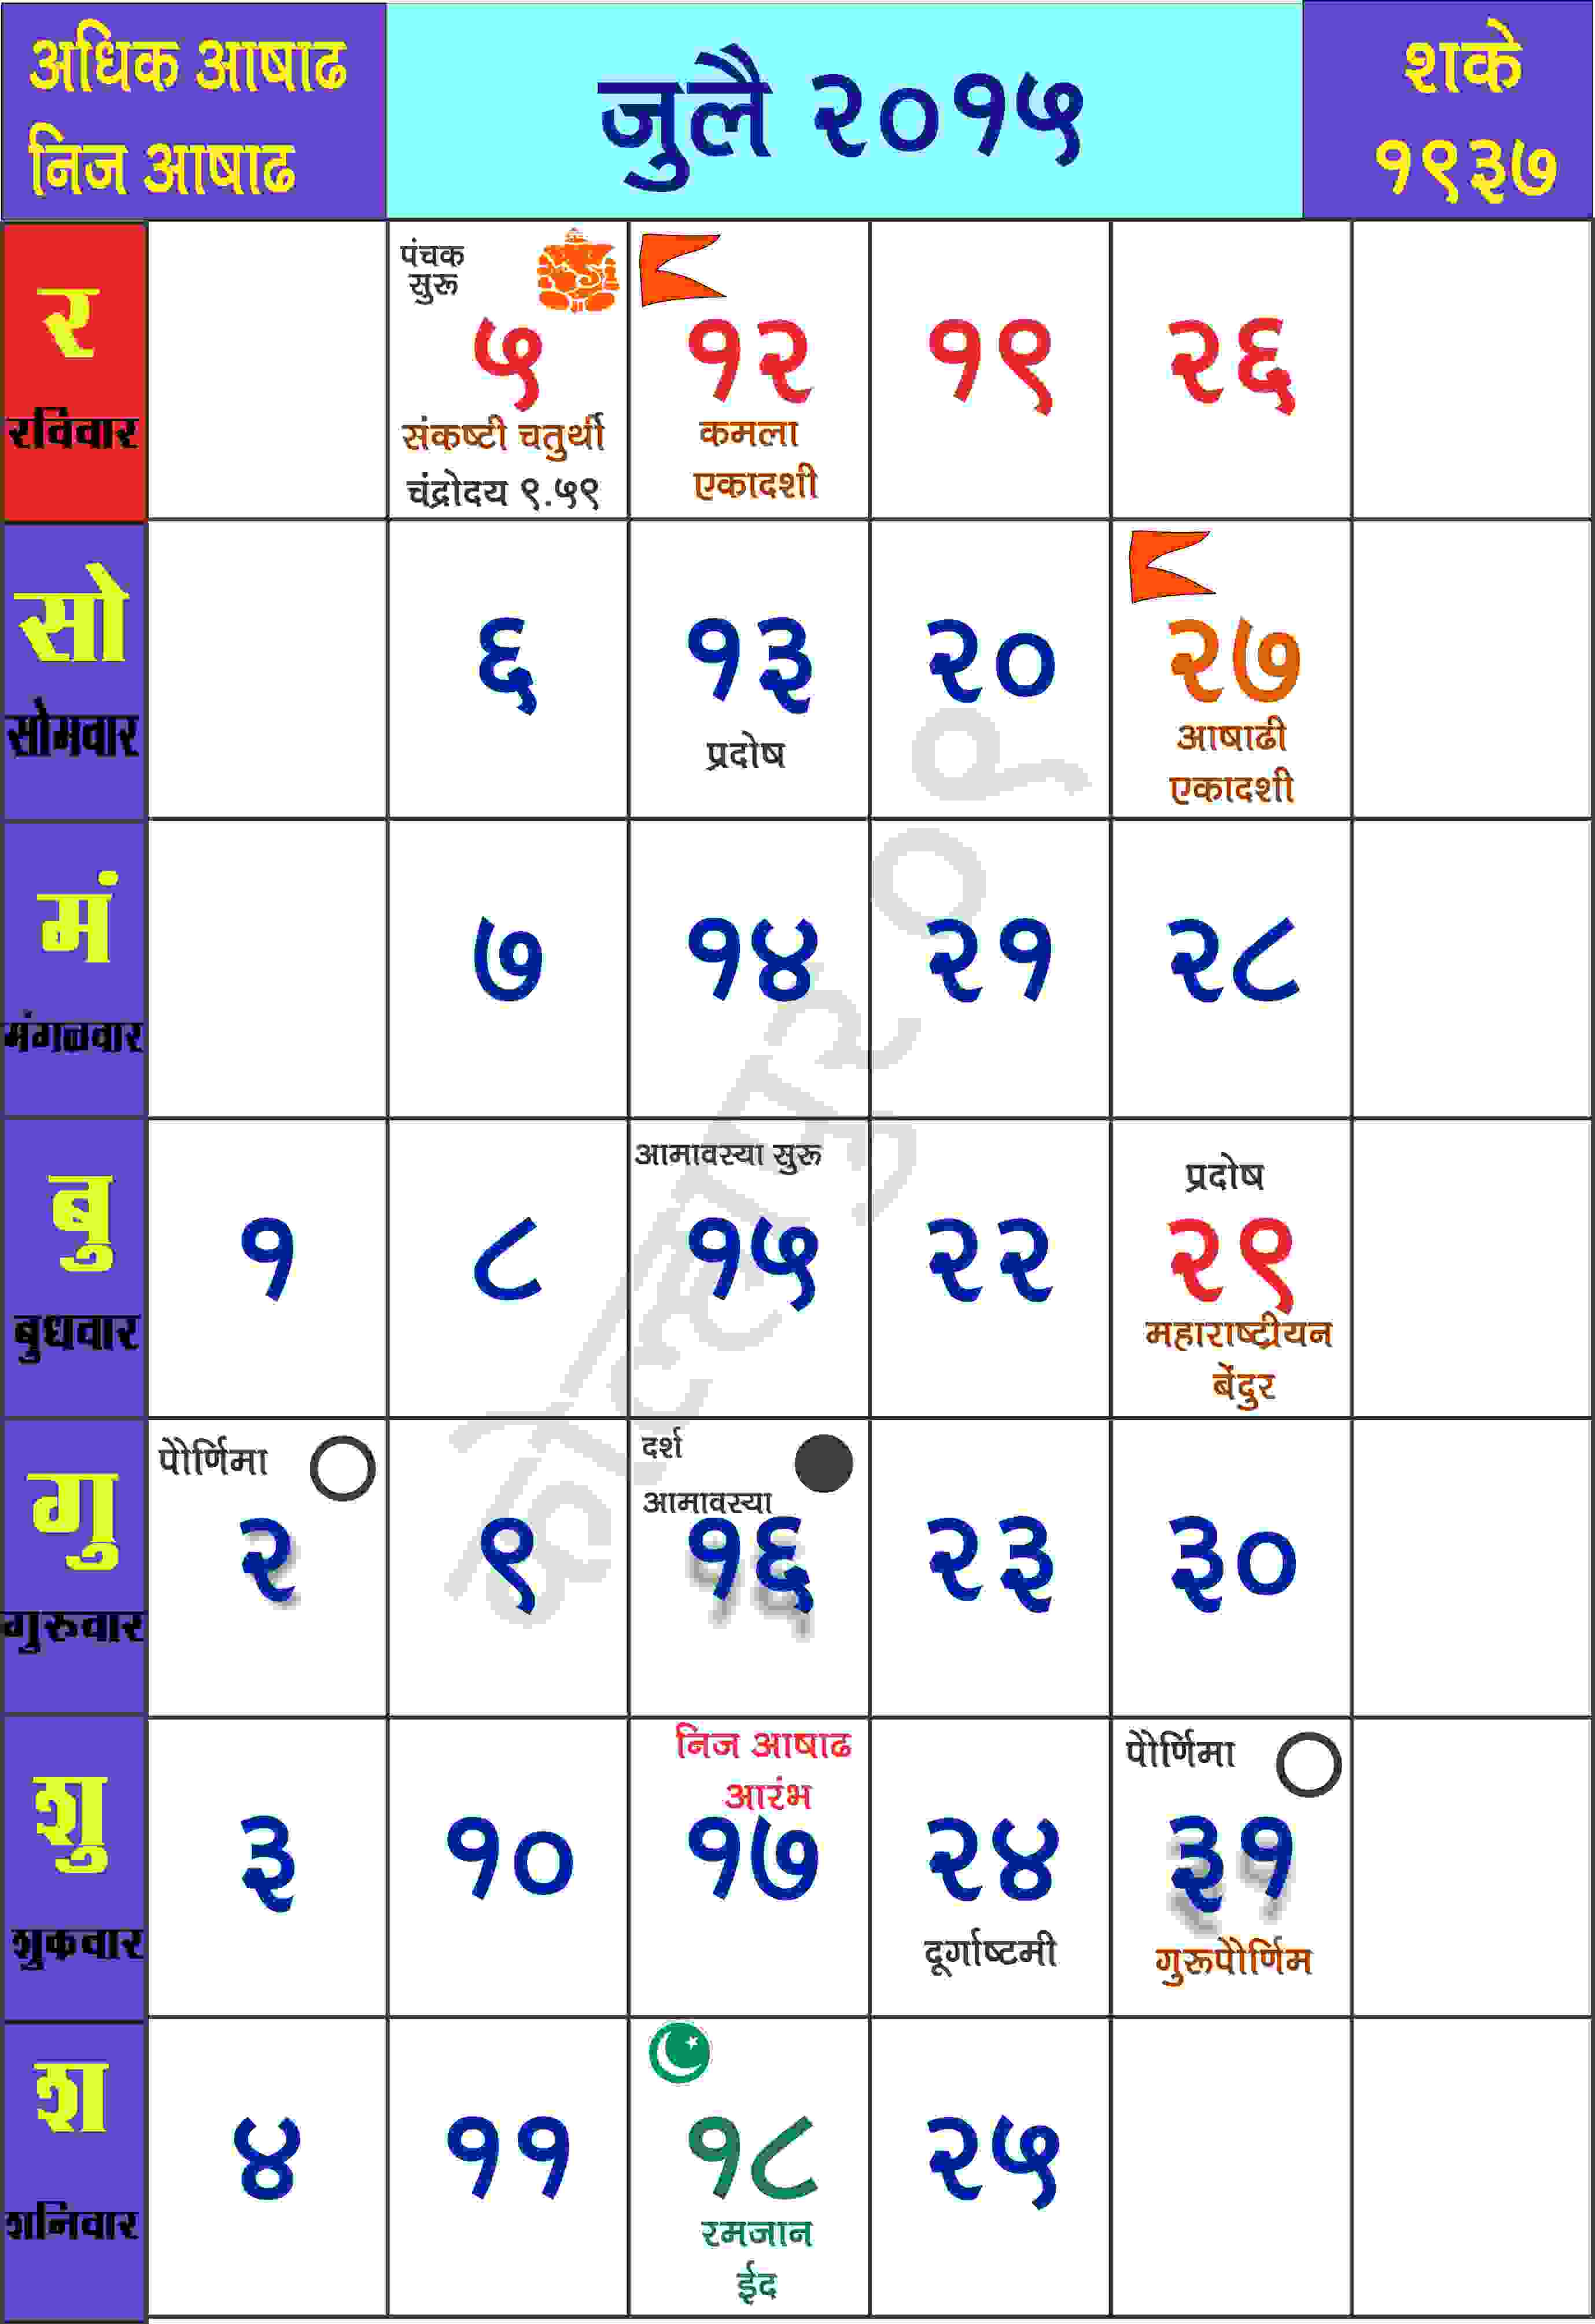 अधिक आषाढ
निज आषाढ
जुलै २०१५
शके
१९३७
र
रविवार
पंचक
सुरू
५
संकष्टी चतुर्थी
चंद्रोदय ९.५९
१२
कमला
एकादशी
१९
२६
सो
सोमवार
६
१३
प्रदोष
२०
२७
आषाढी
एकादशी
मं
मंगळवार
७
१४
२१
२८
बु
बुधवार
१
८
आमावस्या सुरू
१५
२२
प्रदोष
२९
महाराष्ट्रीयन
बेंदुर
गु
गुरुवार
पौर्णिमा
२
९
दर्श
आमावस्या
१६
२३
३०
शु
शुक्रवार
३
१०
निज आषाढ
आरंभ
१७
२४
दूर्गाष्टमी
पौर्णिमा
३१
गुरूपौर्णिम
श
शनिवार
४
११
१८
रमजान
ईद
२५